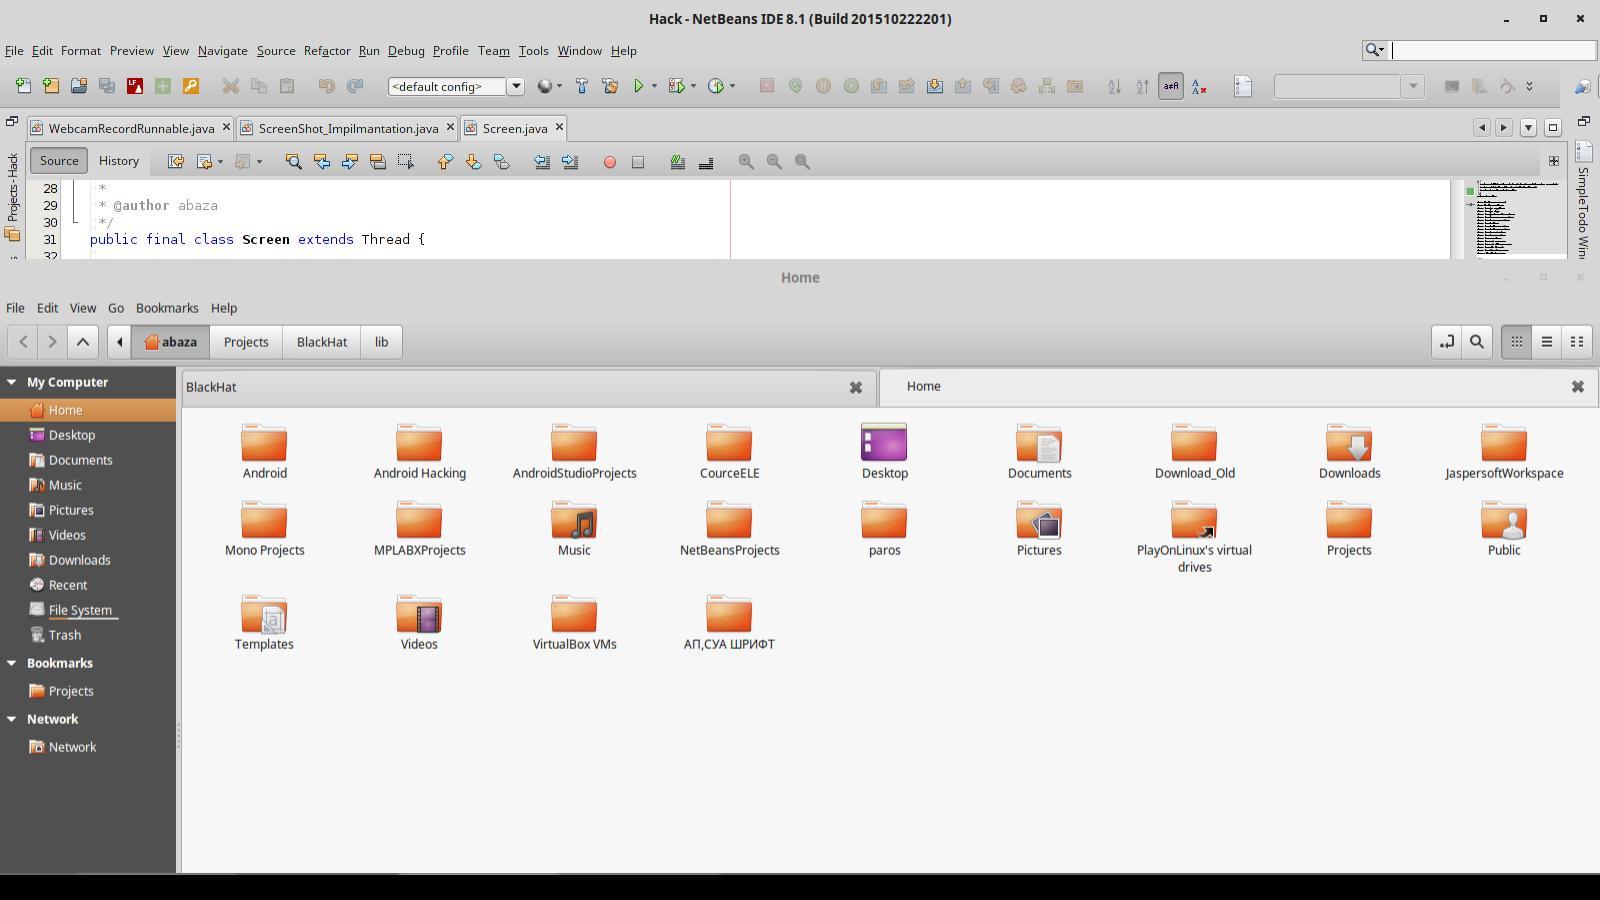 Hack - NetBeans IDE 8.1 (Build 201510222201)
File Edit Format Preview View Navigate Source Refactor Run Debug Profile Team Tools Window Help
<default config>
WebcamRecordRunnable.java ScreenShot_Impilmantation.java Screen.java
Source History
Projects - Hack
SimpleTodo Win
28 *
29 * @author abaza
30 */
31 public final class Screen extends Thread {
32
Home
File Edit View Go Bookmarks Help
abaza Projects BlackHat lib
My Computer
Home
Desktop
Documents
Music
Pictures
Videos
Downloads
Recent
File System
Trash
Bookmarks
Projects
Network
Network
BlackHat Home
Android Android Hacking AndroidStudioProjects CourceELE Desktop Documents Download_Old Downloads JaspersoftWorkspace
Mono Projects MPLABXProjects Music NetBeansProjects paros Pictures PlayOnLinux's virtual drives Projects Public
Templates Videos VirtualBox VMs АП,СУА ШРИФТ